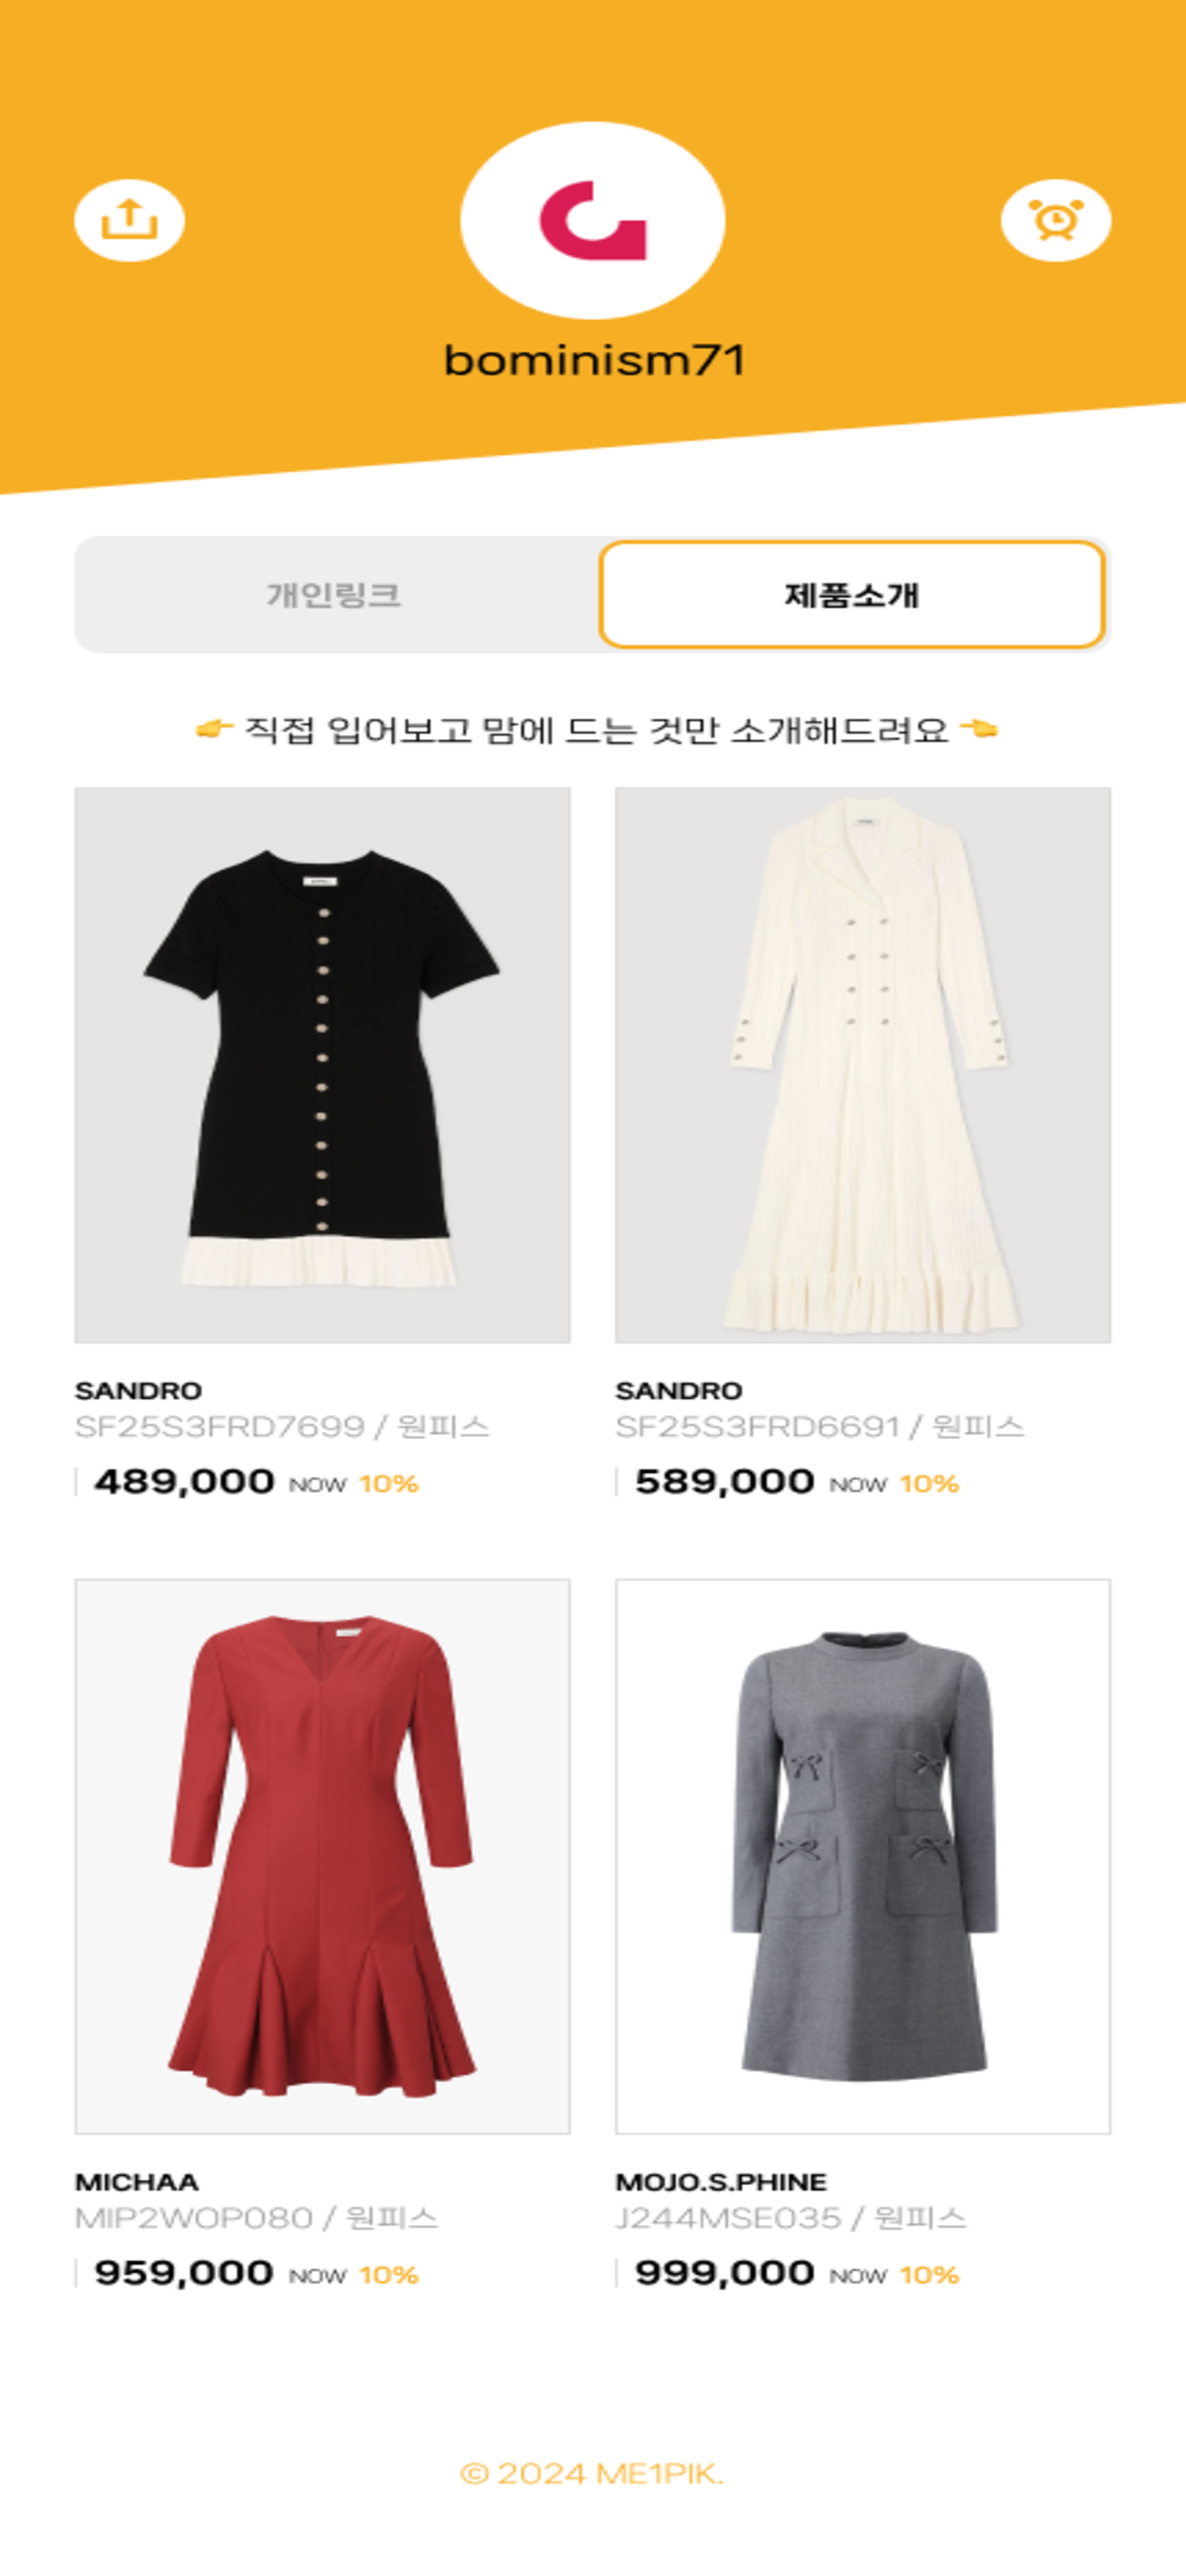 bominism71
개인링크 제품소개
👉 직접 입어보고 맘에 드는 것만 소개해드려요 👈
SANDRO
SF25S3FRD7699 / 원피스
489,000 NOW 10%
SANDRO
SF25S3FRD6691 / 원피스
589,000 NOW 10%
MICHAA
MIP2WOP080 / 원피스
959,000 NOW 10%
MOJO.S.PHINE
J244MSE035 / 원피스
999,000 NOW 10%
© 2024 ME1PIK.